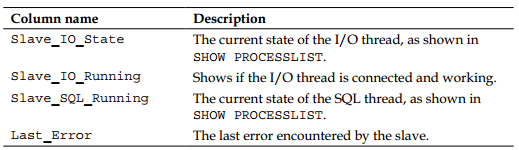 Column name Description
Slave_IO_State The current state of the I/O thread, as shown in
SHOW PROCESSLIST.
Slave_IO_Running Shows if the I/O thread is connected and working.
Slave_SQL_Running The current state of the SQL thread, as shown in
SHOW PROCESSLIST.
Last_Error The last error encountered by the slave.